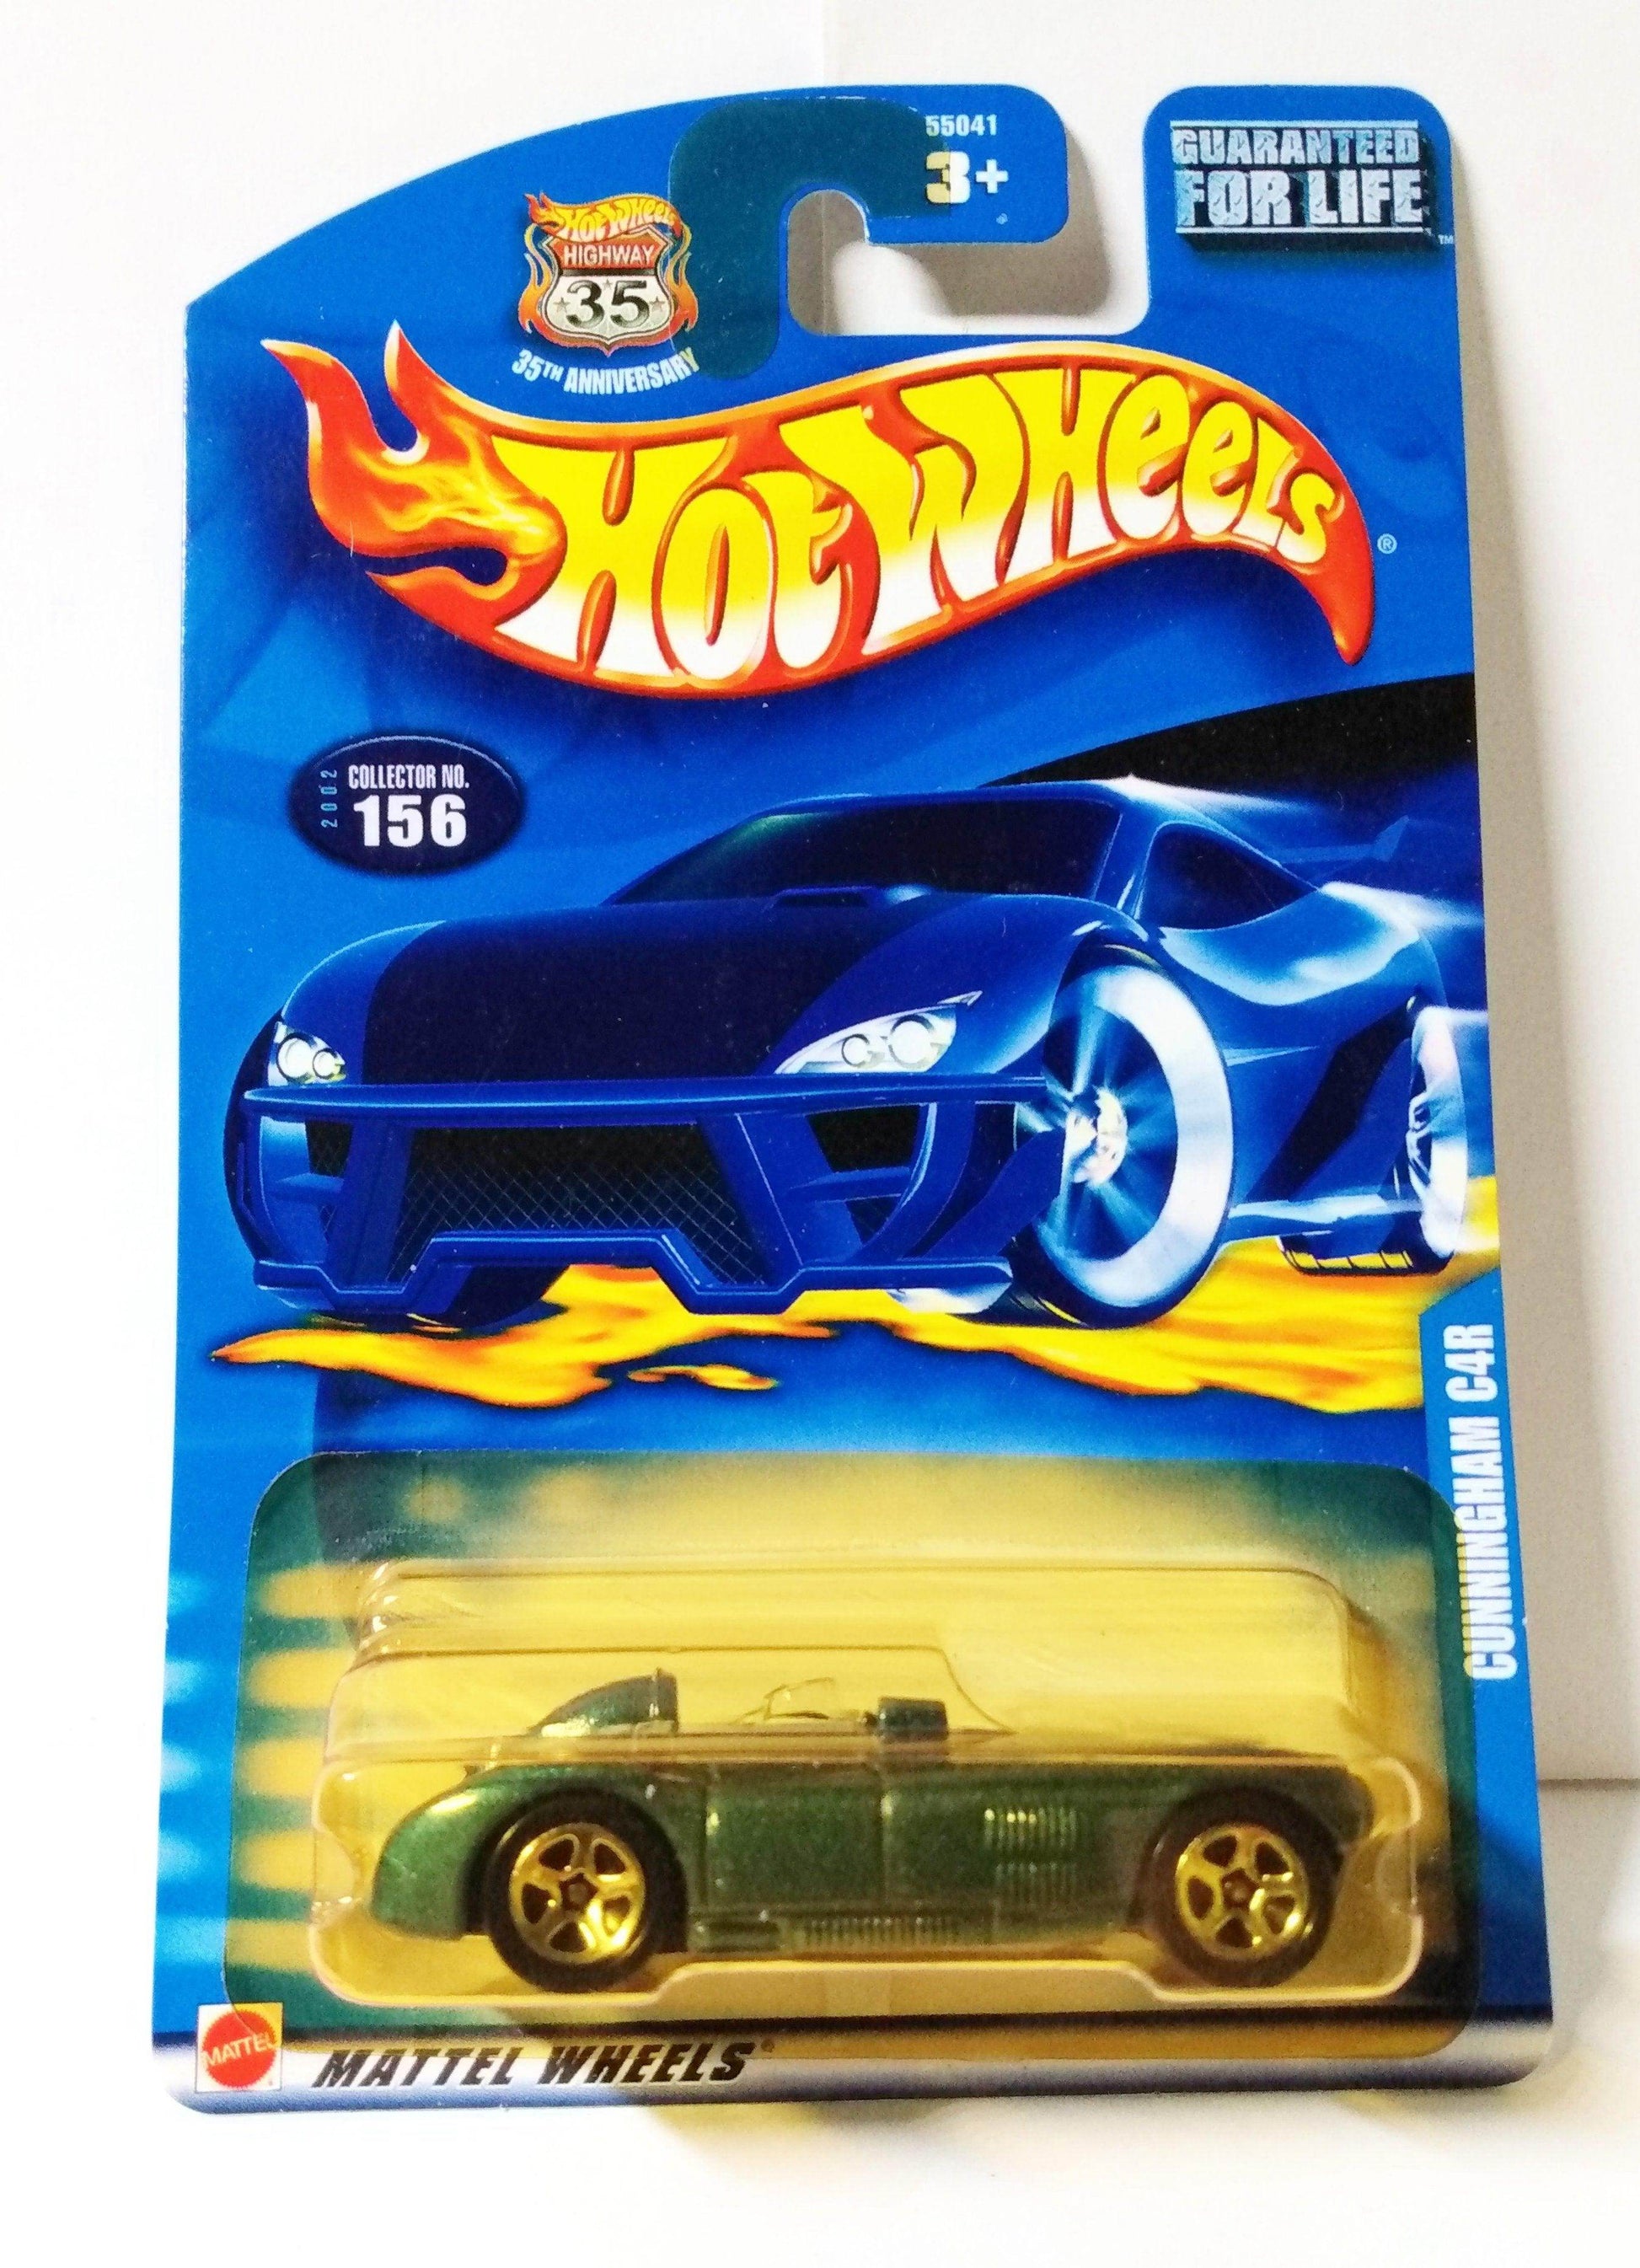 55041
3+
GUARANTEED
FOR LIFE
TM
HOT WHEELS
HIGHWAY
35
35TH ANNIVERSARY
HOT WHEELS
®
2002
COLLECTOR NO.
156
CUNNINGHAM C4R
MATTEL
MATTEL WHEELS®